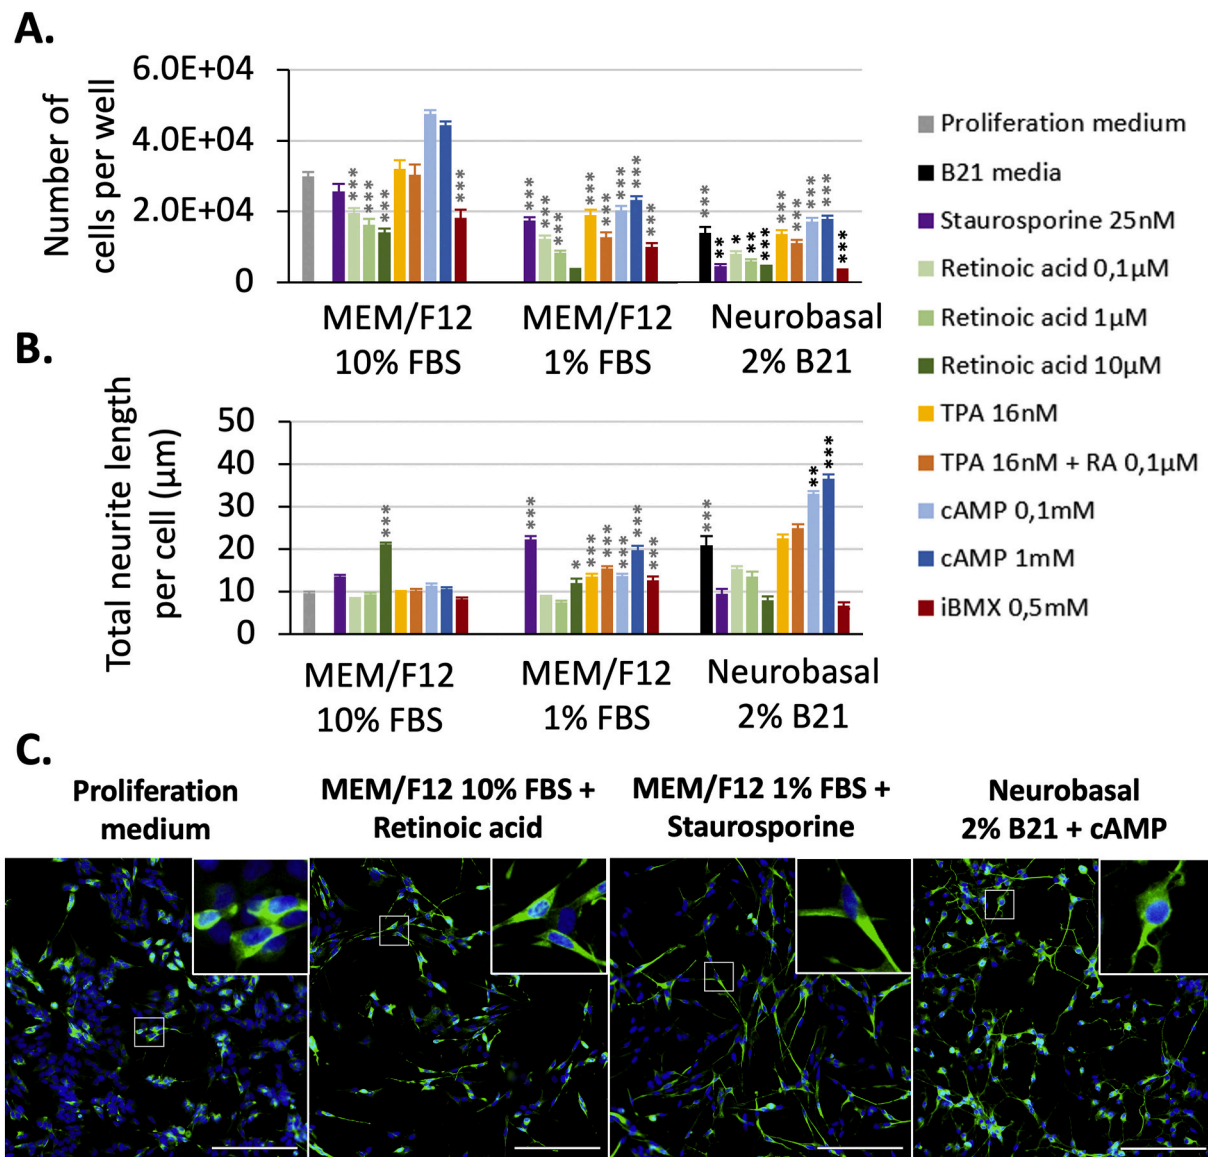 A.
6.0E+04
4.0E+04
2.0E+04
0
Number of
cells per well
*** *** *** ***
*** *** *** *** *** *** *** ***
*** ** * ** *** *** *** *** *** ***
MEM/F12
10% FBS
MEM/F12
1% FBS
Neurobasal
2% B21
Proliferation medium
B21 media
Staurosporine 25nM
Retinoic acid 0,1µM
Retinoic acid 1µM
Retinoic acid 10µM
TPA 16nM
TPA 16nM + RA 0,1µM
cAMP 0,1mM
cAMP 1mM
iBMX 0,5mM
B.
50
40
30
20
10
0
Total neurite length
per cell (µm)
***
*** * *** *** *** *** ***
*** ** ***
MEM/F12
10% FBS
MEM/F12
1% FBS
Neurobasal
2% B21
C.
Proliferation
medium
MEM/F12 10% FBS +
Retinoic acid
MEM/F12 1% FBS +
Staurosporine
Neurobasal
2% B21 + cAMP